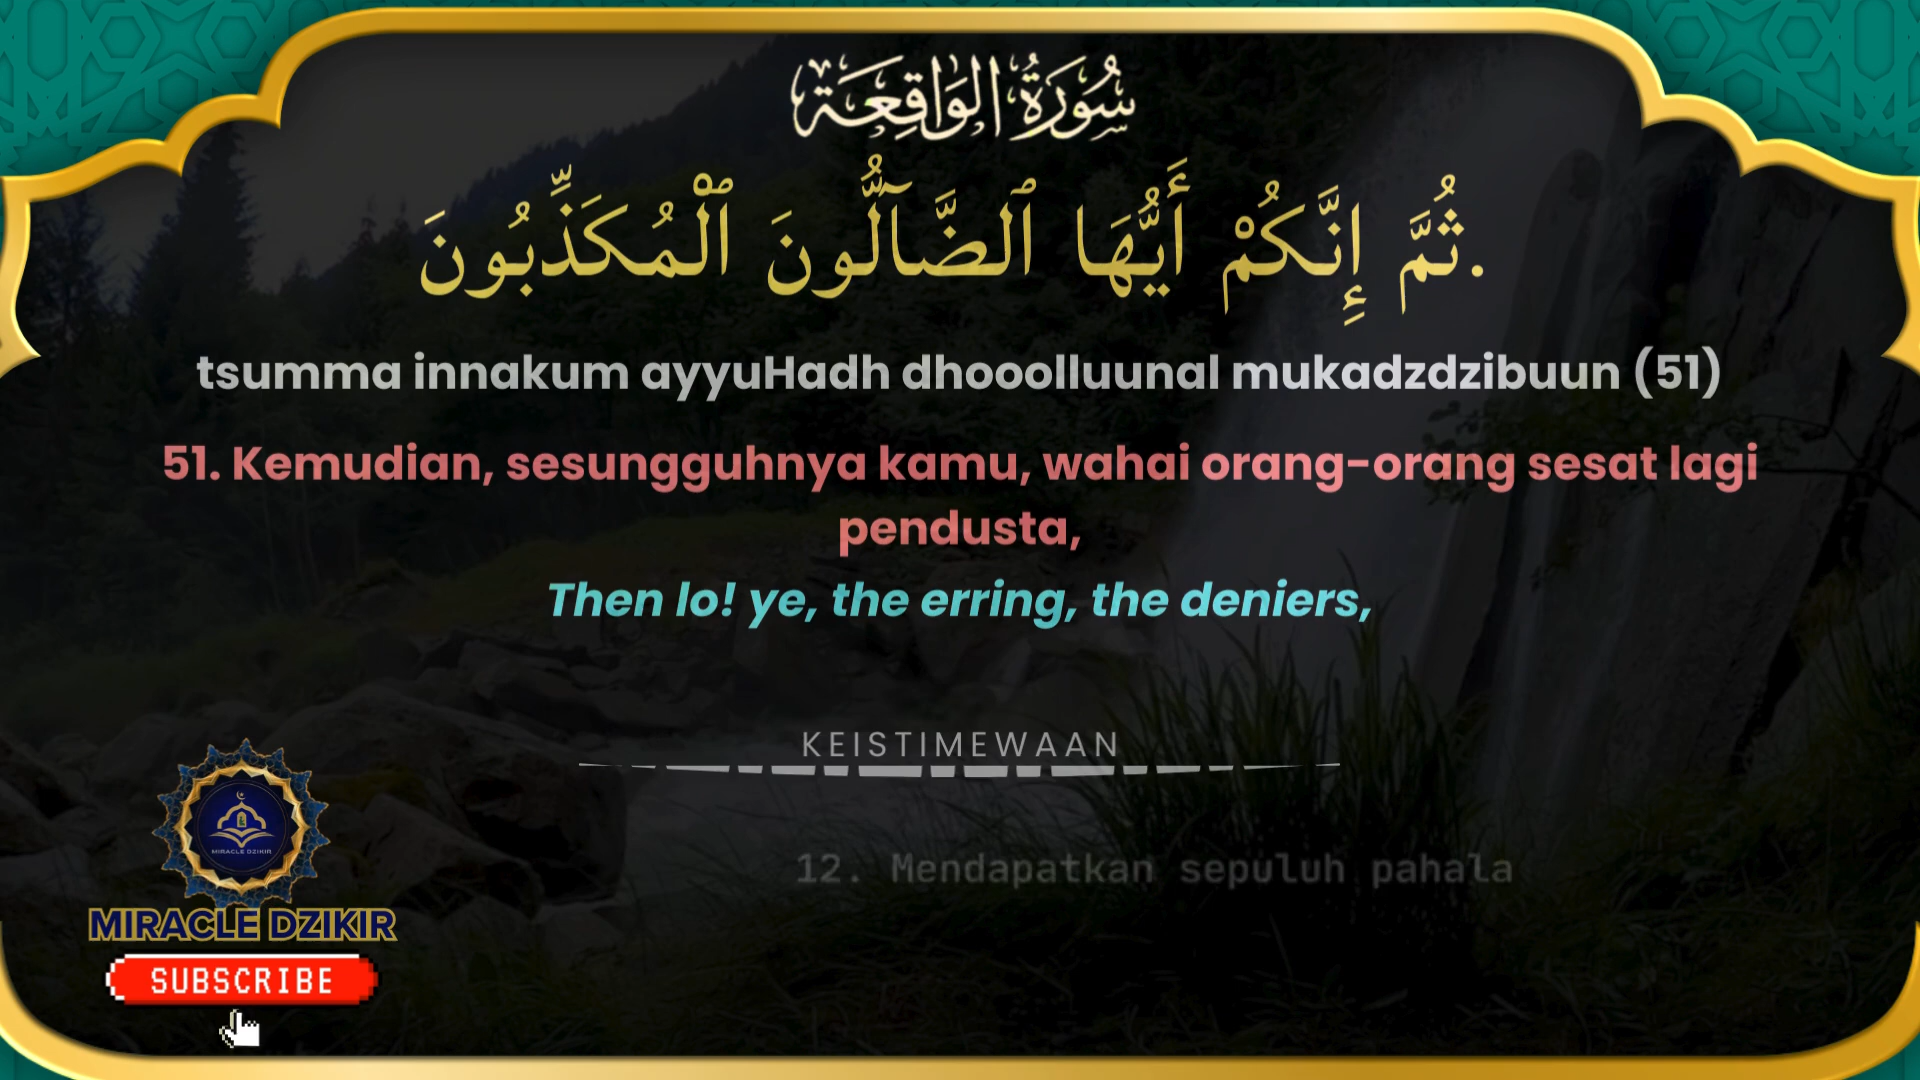 سُورَةُ الوَاقِعَة
ثُمَّ إِنَّكُمْ أَيُّهَا ٱلضَّآلُّونَ ٱلْمُكَذِّبُونَ.
tsumma innakum ayyuHadh dhooolluunal mukadzdzibuun (51)
51. Kemudian, sesungguhnya kamu, wahai orang-orang sesat lagi
pendusta,
Then lo! ye, the erring, the deniers,
KEISTIMEWAAN
12. Mendapatkan sepuluh pahala
MIRACLE DZIKIR
MIRACLE DZIKIR
SUBSCRIBE